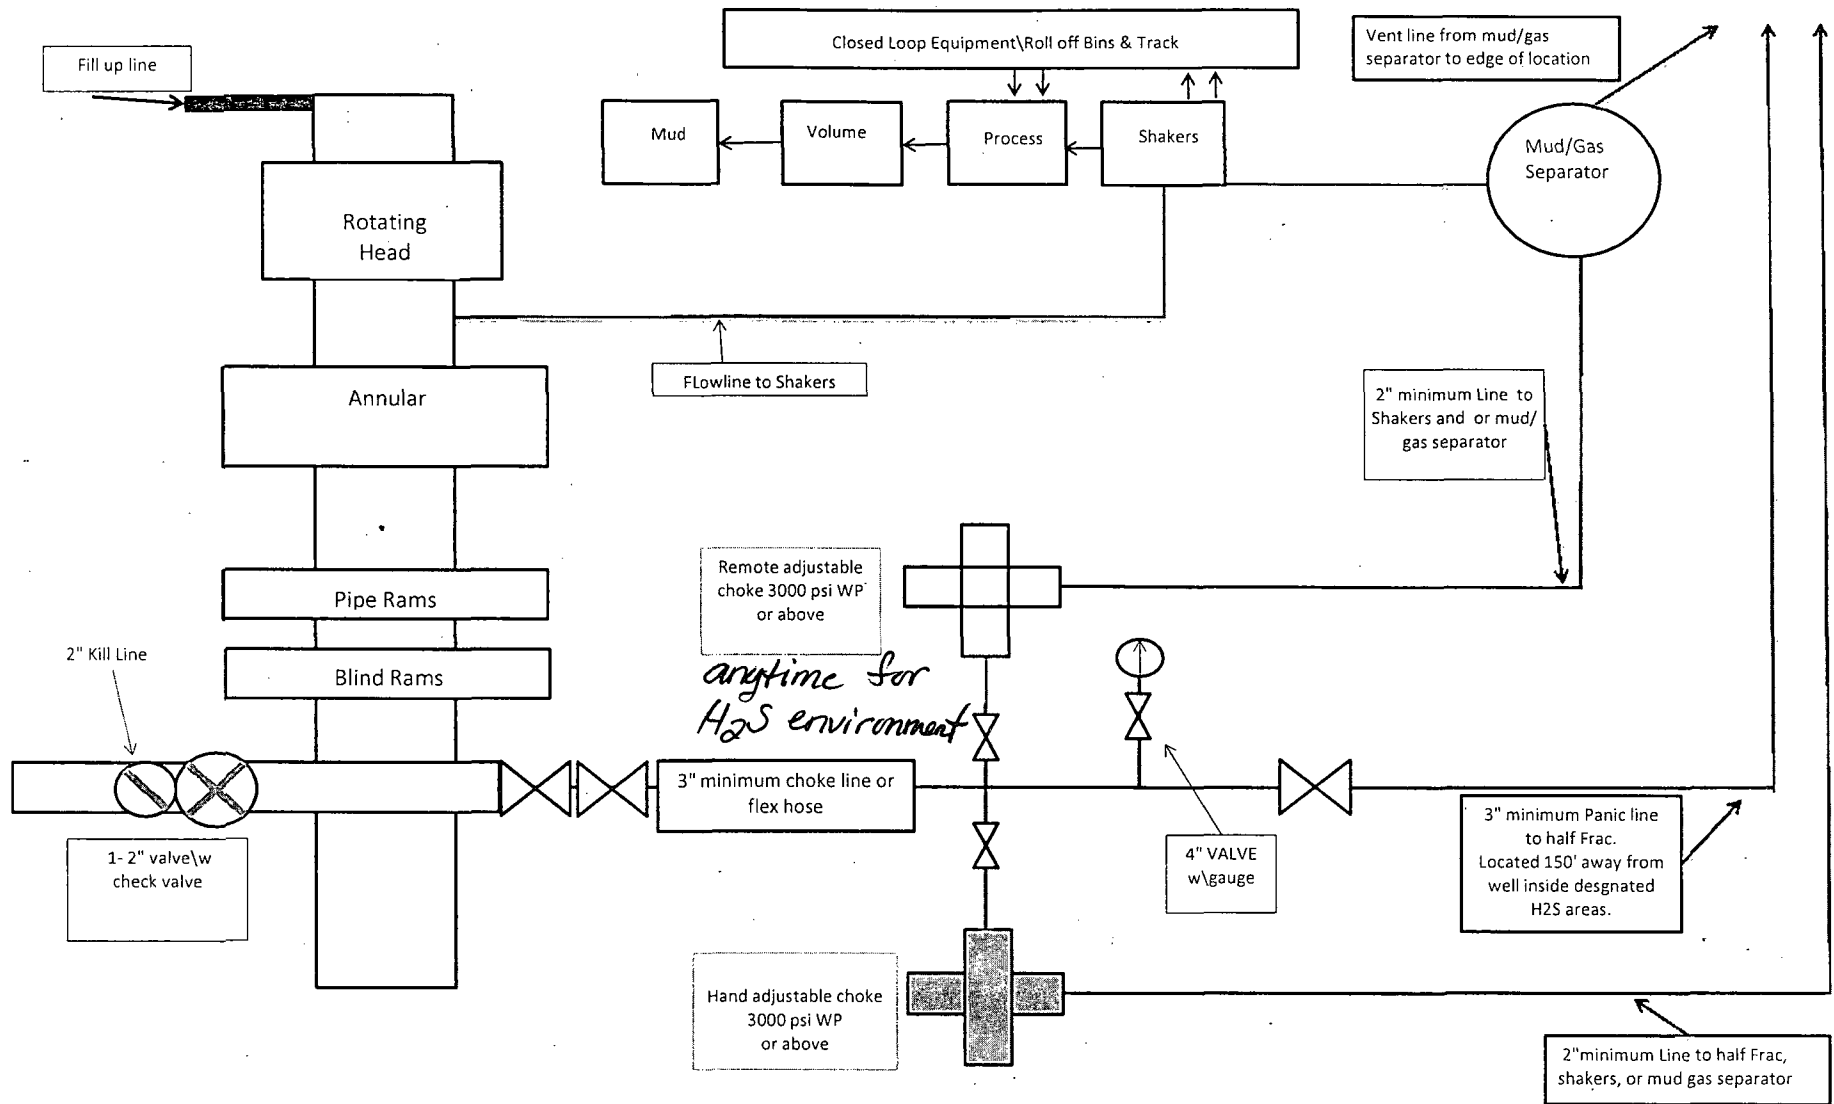 Closed Loop Equipment\Roll off Bins & Track
Vent line from mud/gas
separator to edge of location
Fill up line
Mud
Volume
Process
Shakers
Mud/Gas
Separator
Rotating
Head
FLowline to Shakers
Annular
2" minimum Line to
Shakers and or mud/
gas separator
Remote adjustable
choke 3000 psi WP
or above
anytime for
H2S environment
Pipe Rams
2" Kill Line
Blind Rams
3" minimum choke line or
flex hose
1- 2" valve\w
check valve
4" VALVE
w\gauge
3" minimum Panic line
to half Frac.
Located 150' away from
well inside desgnated
H2S areas.
Hand adjustable choke
3000 psi WP
or above
2"minimum Line to half Frac,
shakers, or mud gas separator